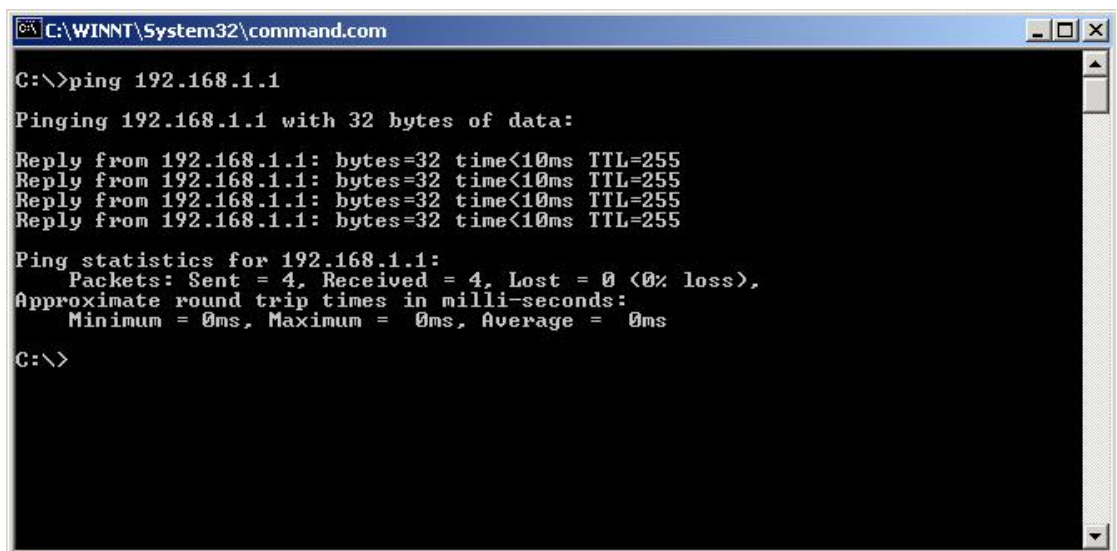 C:\WINNT\System32\command.com
C:\>ping 192.168.1.1
Pinging 192.168.1.1 with 32 bytes of data:
Reply from 192.168.1.1: bytes=32 time<10ms TTL=255
Reply from 192.168.1.1: bytes=32 time<10ms TTL=255
Reply from 192.168.1.1: bytes=32 time<10ms TTL=255
Reply from 192.168.1.1: bytes=32 time<10ms TTL=255
Ping statistics for 192.168.1.1:
    Packets: Sent = 4, Received = 4, Lost = 0 (0% loss),
Approximate round trip times in milli-seconds:
    Minimum = 0ms, Maximum =  0ms, Average =  0ms
C:\>